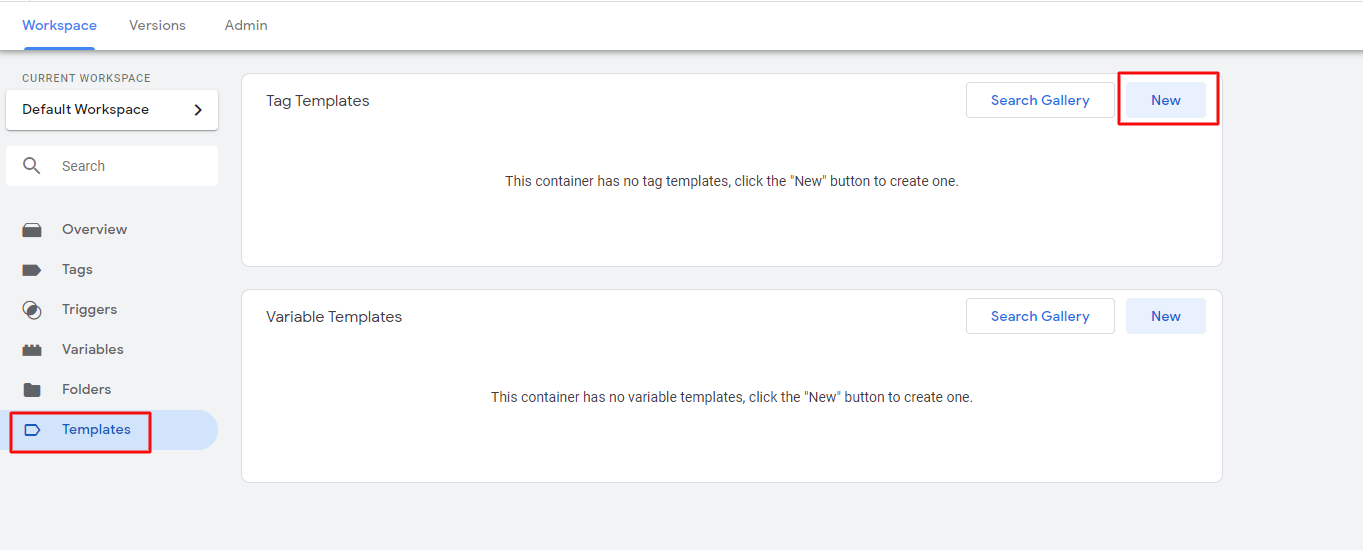 Workspace Versions Admin
CURRENT WORKSPACE
Default Workspace
Search
Overview
Tags
Triggers
Variables
Folders
Templates
Tag Templates
Search Gallery
New
This container has no tag templates, click the "New" button to create one.
Variable Templates
Search Gallery
New
This container has no variable templates, click the "New" button to create one.